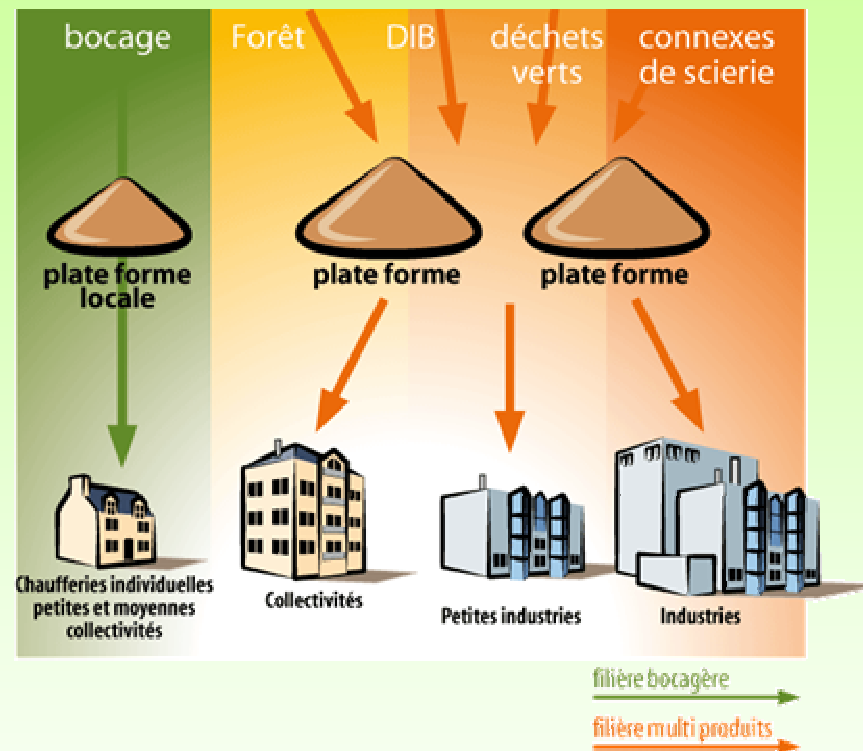 bocage
Forêt
DIB
déchets
verts
connexes
de scierie
plate forme
locale
plate forme
plate forme
Chaufferies individuelles
petites et moyennes
collectivités
Collectivités
Petites industries
Industries
filière bocagère
filière multi produits